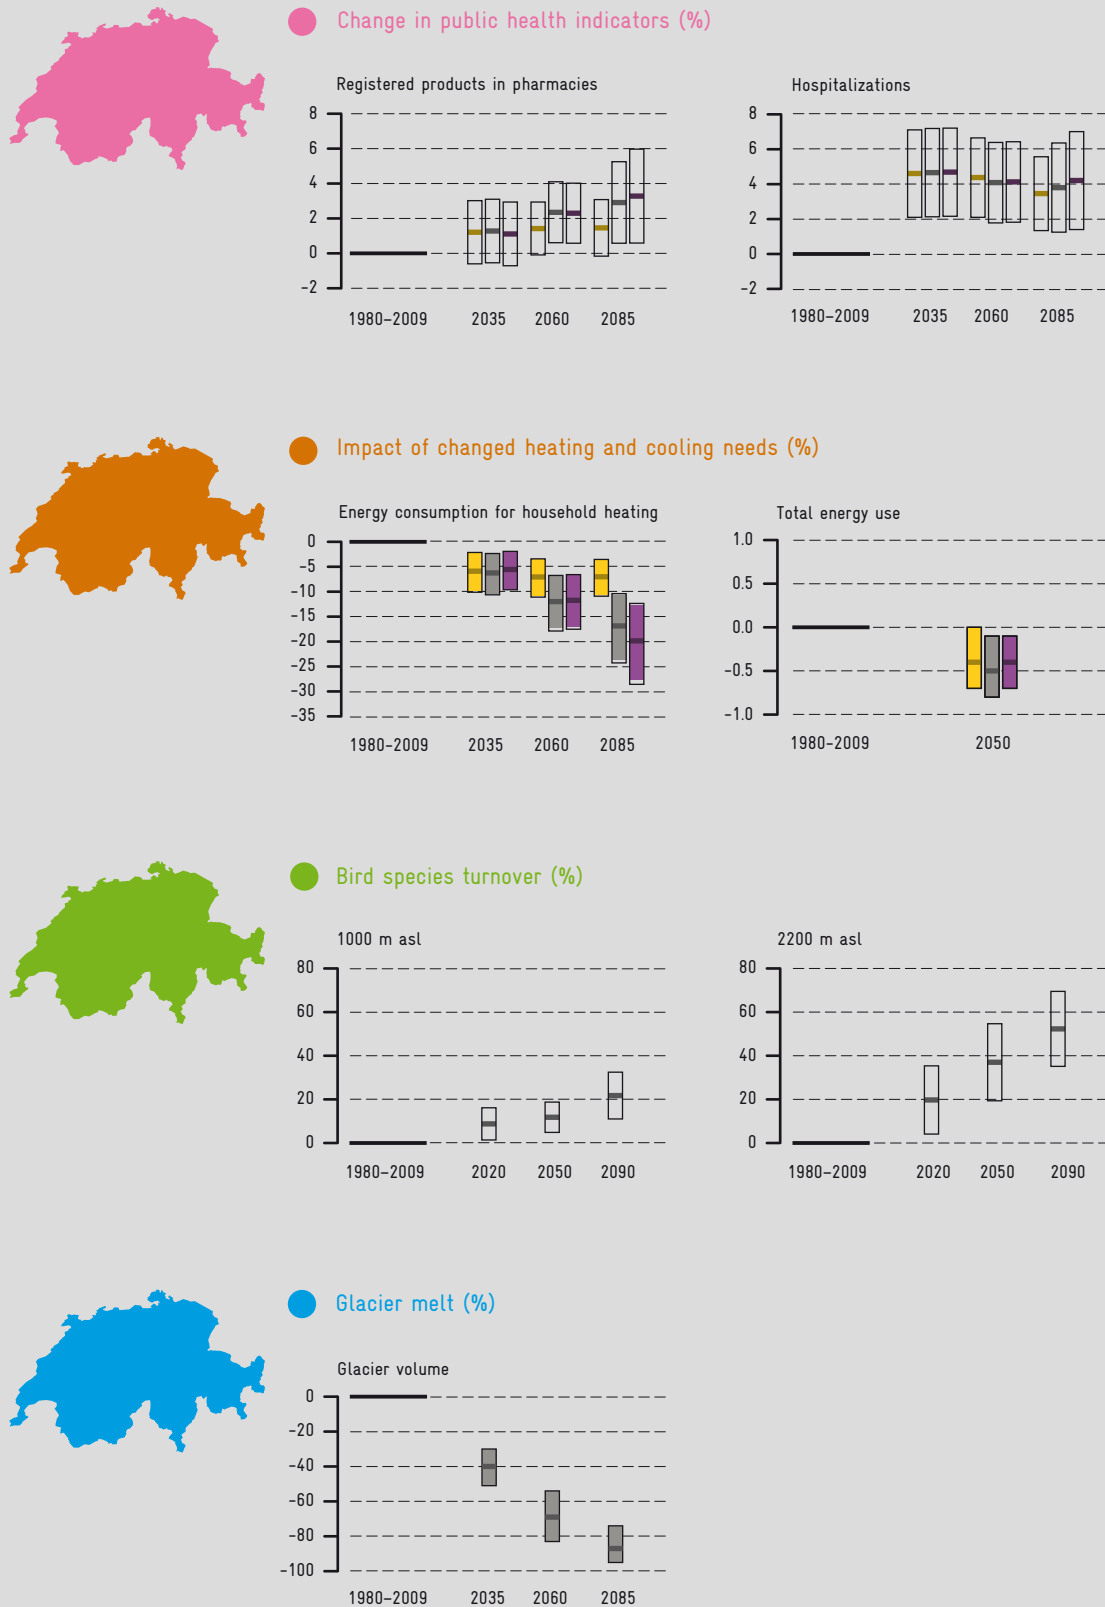 Change in public health indicators (%)
Registered products in pharmacies
8
6
4
2
0
-2
1980–2009 2035 2060 2085
Hospitalizations
8
6
4
2
0
-2
1980–2009 2035 2060 2085
Impact of changed heating and cooling needs (%)
Energy consumption for household heating
0
-5
-10
-15
-20
-25
-30
-35
1980–2009 2035 2060 2085
Total energy use
1.0
0.5
0.0
-0.5
-1.0
1980–2009 2050
Bird species turnover (%)
1000 m asl
80
60
40
20
0
1980–2009 2020 2050 2090
2200 m asl
80
60
40
20
0
1980–2009 2020 2050 2090
Glacier melt (%)
Glacier volume
0
-20
-40
-60
-80
-100
1980–2009 2035 2060 2085